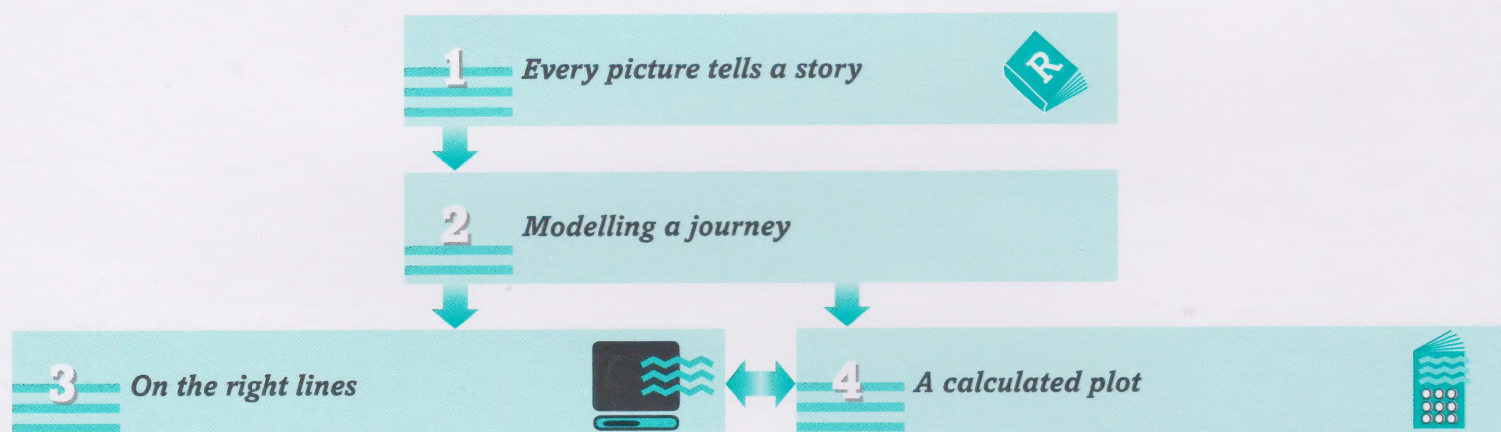 1 Every picture tells a story R
2 Modelling a journey
3 On the right lines
4 A calculated plot